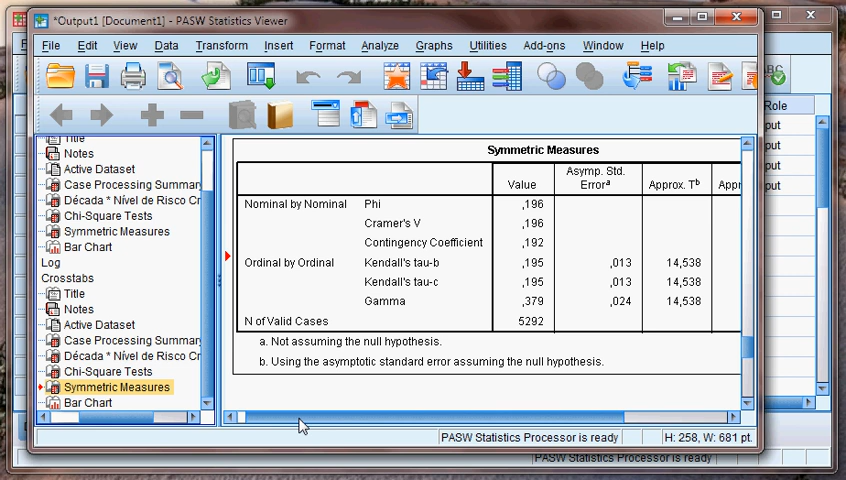 *Output1 [Document1] - PASW Statistics Viewer
File Edit View Data Transform Insert Format Analyze Graphs Utilities Add-ons Window Help
Role
Title
Notes
Active Dataset
Case Processing Summary
Década * Nível de Risco Cr
Chi-Square Tests
Symmetric Measures
Bar Chart
Log
Crosstabs
Title
Notes
Active Dataset
Case Processing Summary
Década * Nível de Risco Cr
Chi-Square Tests
Symmetric Measures
Bar Chart
Symmetric Measures
Value Asymp. Std. Errorᵃ Approx. Tᵇ Appr
Nominal by Nominal Phi ,196
Cramer's V ,196
Contingency Coefficient ,192
Ordinal by Ordinal Kendall's tau-b ,195 ,013 14,538
Kendall's tau-c ,195 ,013 14,538
Gamma ,379 ,024 14,538
N of Valid Cases 5292
a. Not assuming the null hypothesis.
b. Using the asymptotic standard error assuming the null hypothesis.
PASW Statistics Processor is ready H: 258, W: 681 pt.
PASW Statistics Processor is ready